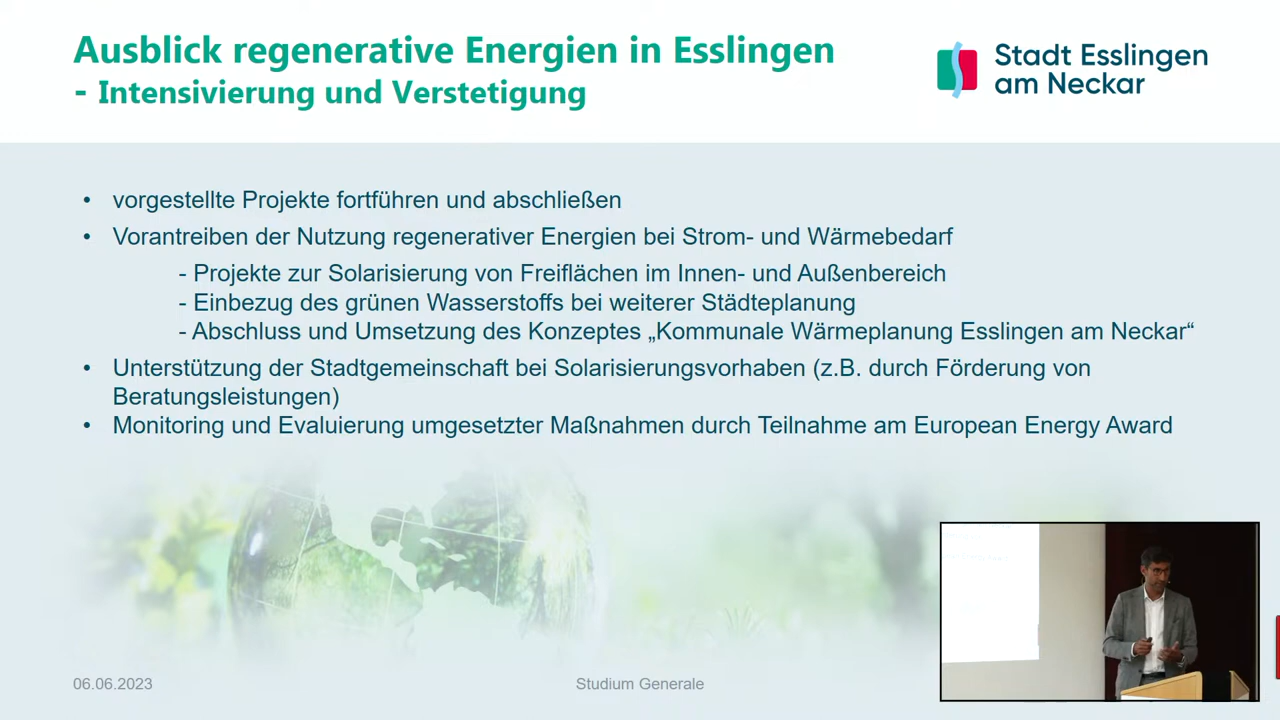 Ausblick regenerative Energien in Esslingen
- Intensivierung und Verstetigung
Stadt Esslingen
am Neckar
• vorgestellte Projekte fortführen und abschließen
• Vorantreiben der Nutzung regenerativer Energien bei Strom- und Wärmebedarf
- Projekte zur Solarisierung von Freiflächen im Innen- und Außenbereich
- Einbezug des grünen Wasserstoffs bei weiterer Städteplanung
- Abschluss und Umsetzung des Konzeptes „Kommunale Wärmeplanung Esslingen am Neckar“
• Unterstützung der Stadtgemeinschaft bei Solarisierungsvorhaben (z.B. durch Förderung von
Beratungsleistungen)
• Monitoring und Evaluierung umgesetzter Maßnahmen durch Teilnahme am European Energy Award
06.06.2023
Studium Generale